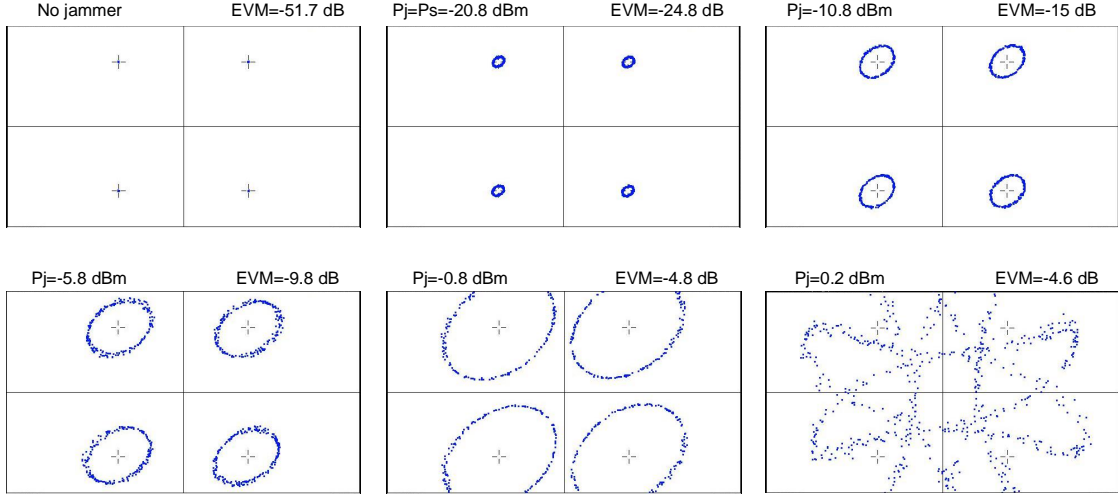 No jammer EVM=-51.7 dB
Pj=Ps=-20.8 dBm EVM=-24.8 dB
Pj=-10.8 dBm EVM=-15 dB
Pj=-5.8 dBm EVM=-9.8 dB
Pj=-0.8 dBm EVM=-4.8 dB
Pj=0.2 dBm EVM=-4.6 dB